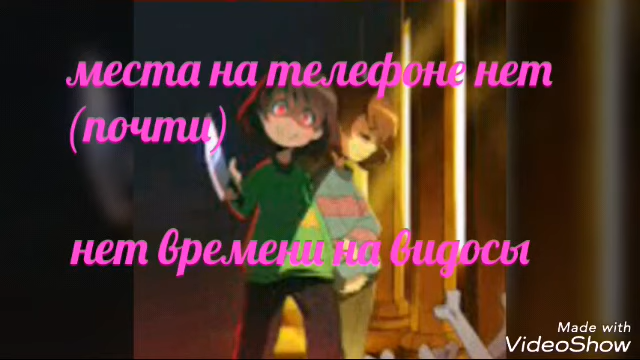 места на телефоне нет
(почти)
нет времени на видосы
Made with
VideoShow